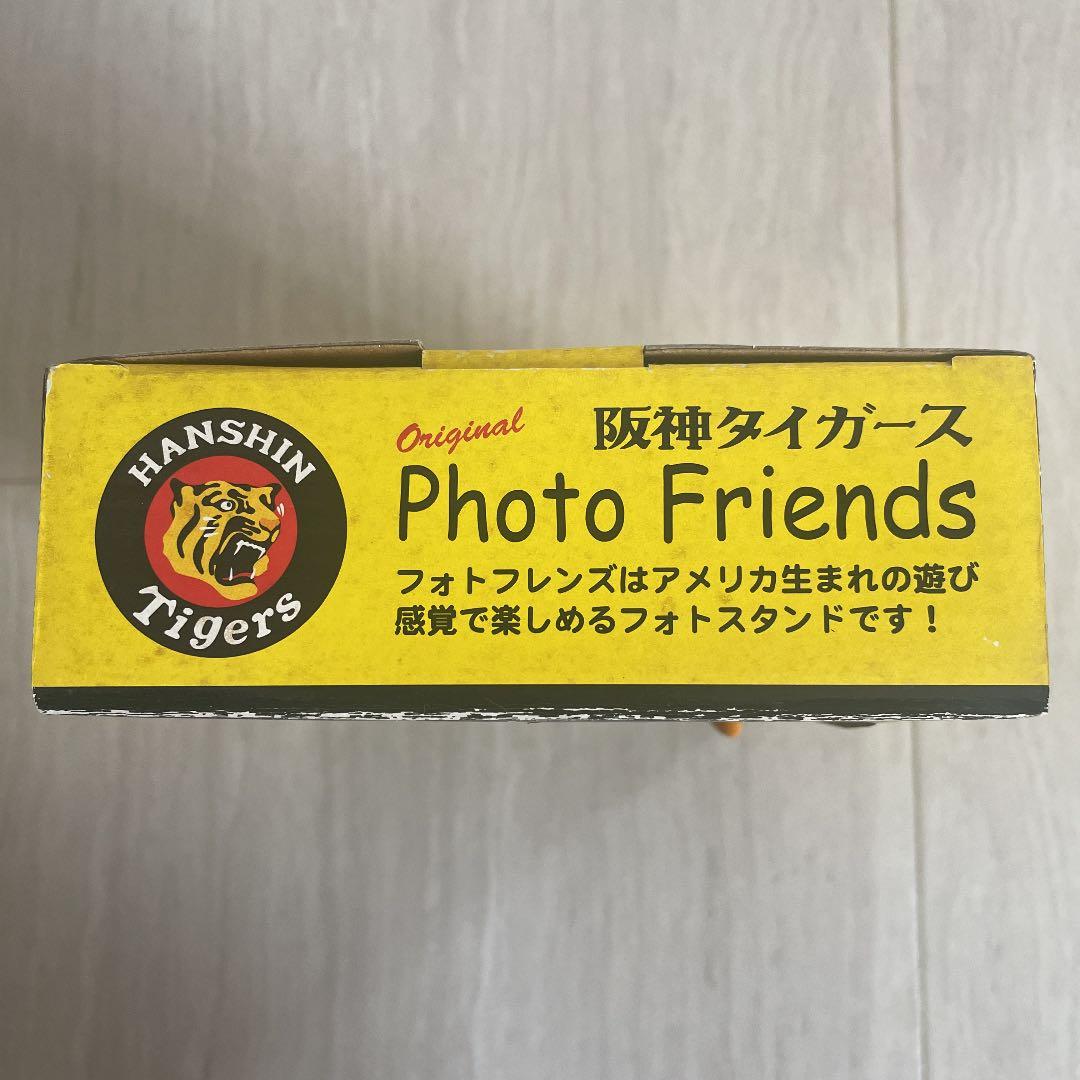 HANSHIN
Tigers
Original
阪神タイガース
Photo Friends
フォトフレンズはアメリカ生まれの遊び
感覚で楽しめるフォトスタンドです！